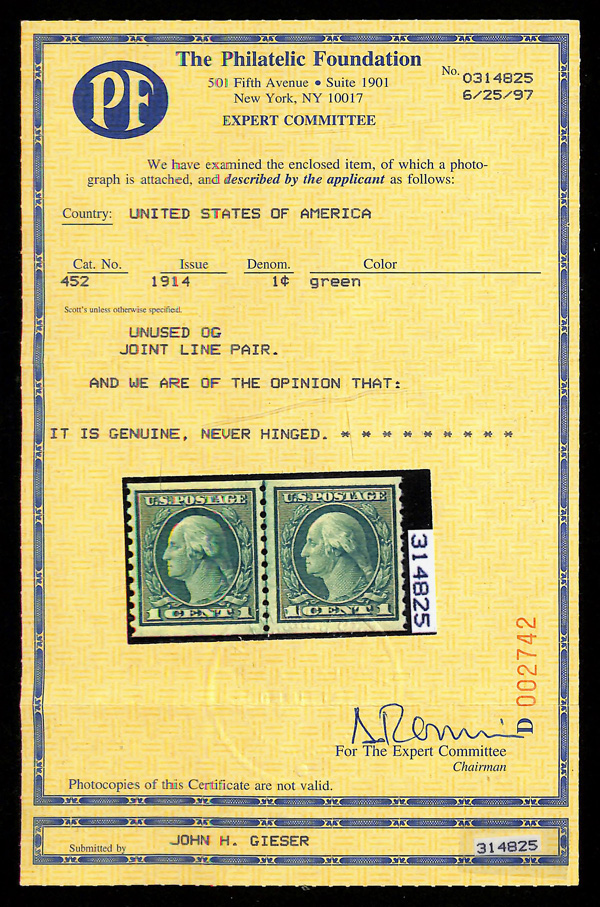 The Philatelic Foundation
PF
501 Fifth Avenue • Suite 1901
New York, NY 10017
EXPERT COMMITTEE
No. 0314825
6/25/97
We have examined the enclosed item, of which a photo-
graph is attached, and described by the applicant as follows:
Country: UNITED STATES OF AMERICA
Cat. No. Issue Denom. Color
452 1914 1¢ green
Scott's unless otherwise specified.
UNUSED OG
JOINT LINE PAIR.
AND WE ARE OF THE OPINION THAT:
IT IS GENUINE, NEVER HINGED. * * * * * * * * *
U.S. POSTAGE U.S. POSTAGE
1 CENT 1 1 CENT 1
314825
D 002742
For The Expert Committee
Chairman
Photocopies of this Certificate are not valid.
Submitted by JOHN H. GIESER
314825